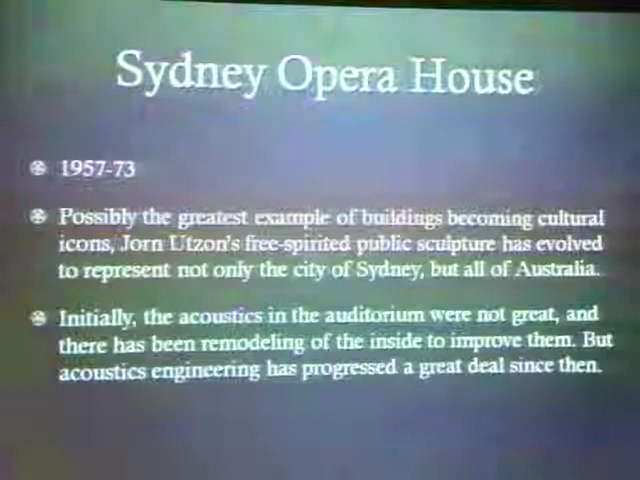 Sydney Opera House
1957-73
Possibly the greatest example of buildings becoming cultural
icons, Jorn Utzon's free-spirited public sculpture has evolved
to represent not only the city of Sydney, but all of Australia.
Initially, the acoustics in the auditorium were not great, and
there has been remodeling of the inside to improve them. But
acoustics engineering has progressed a great deal since then.